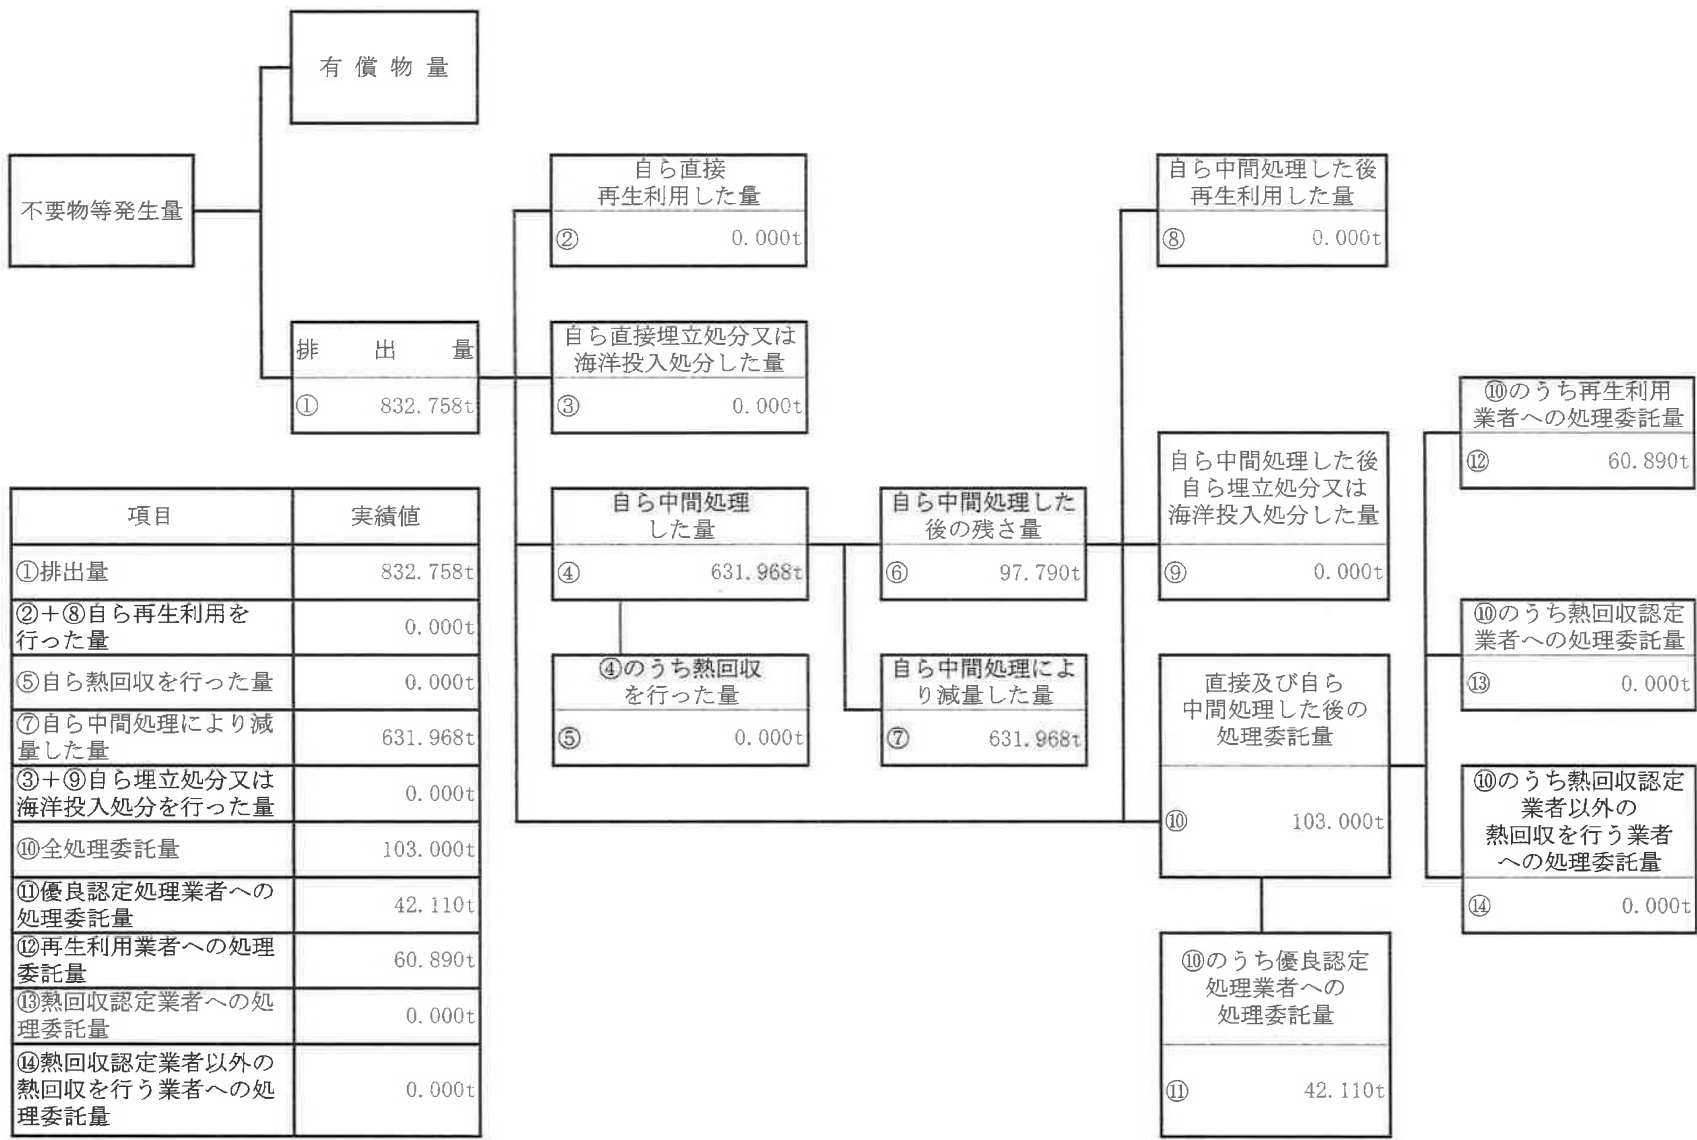 有償物量
不要物等発生量
排出量
① 832.758t
自ら直接
再生利用した量
② 0.000t
自ら直接埋立処分又は
海洋投入処分した量
③ 0.000t
自ら中間処理
した量
④ 631.968t
④のうち熱回収
を行った量
⑤ 0.000t
自ら中間処理した
後の残さ量
⑥ 97.790t
自ら中間処理によ
り減量した量
⑦ 631.968t
自ら中間処理した後
再生利用した量
⑧ 0.000t
自ら中間処理した後
自ら埋立処分又は
海洋投入処分した量
⑨ 0.000t
直接及び自ら
中間処理した後の
処理委託量
⑩ 103.000t
⑩のうち優良認定
処理業者への
処理委託量
⑪ 42.110t
⑩のうち再生利用
業者への処理委託量
⑫ 60.890t
⑩のうち熱回収認定
業者への処理委託量
⑬ 0.000t
⑩のうち熱回収認定
業者以外の
熱回収を行う業者
への処理委託量
⑭ 0.000t
項目 実績値
①排出量 832.758t
②+⑧自ら再生利用を
行った量 0.000t
⑤自ら熱回収を行った量 0.000t
⑦自ら中間処理により減
量した量 631.968t
③+⑨自ら埋立処分又は
海洋投入処分を行った量 0.000t
⑩全処理委託量 103.000t
⑪優良認定処理業者への
処理委託量 42.110t
⑫再生利用業者への処理
委託量 60.890t
⑬熱回収認定業者への処
理委託量 0.000t
⑭熱回収認定業者以外の
熱回収を行う業者への処
理委託量 0.000t